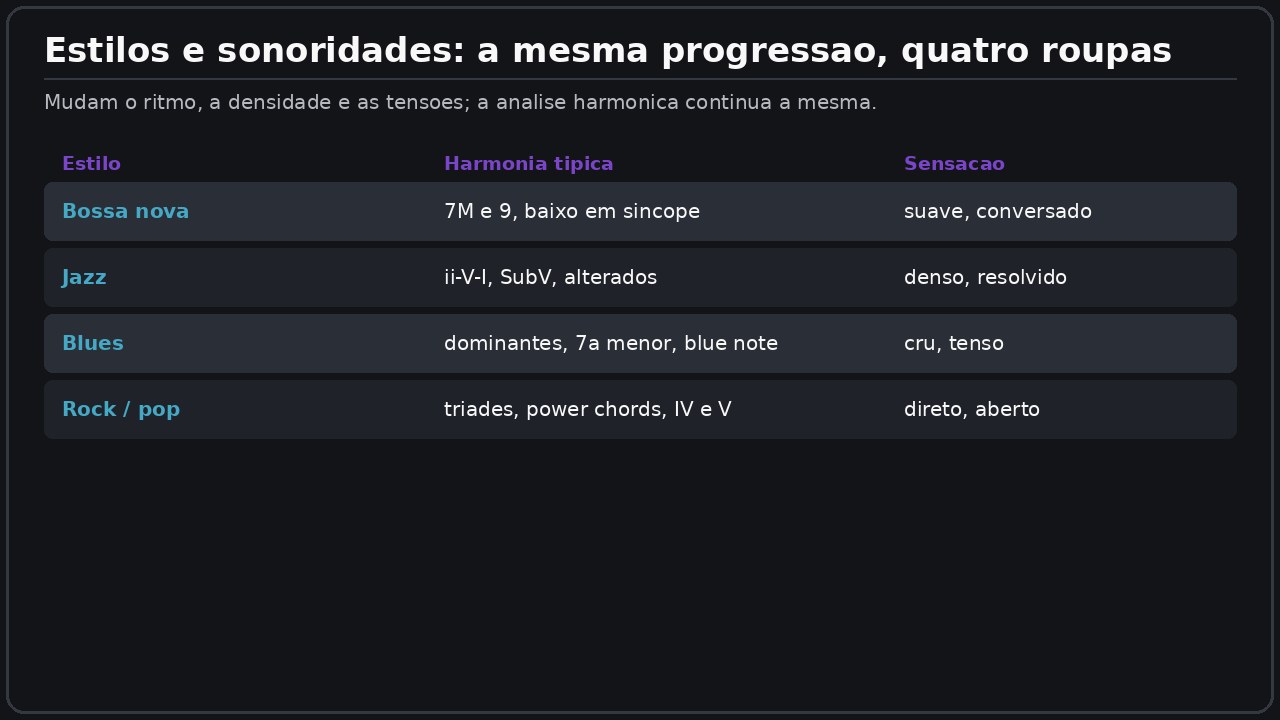 Estilos e sonoridades: a mesma progressao, quatro roupas
Mudam o ritmo, a densidade e as tensoes; a analise harmonica continua a mesma.
Estilo Harmonia tipica Sensacao
Bossa nova 7M e 9, baixo em sincope suave, conversado
Jazz ii-V-I, SubV, alterados denso, resolvido
Blues dominantes, 7a menor, blue note cru, tenso
Rock / pop triades, power chords, IV e V direto, aberto